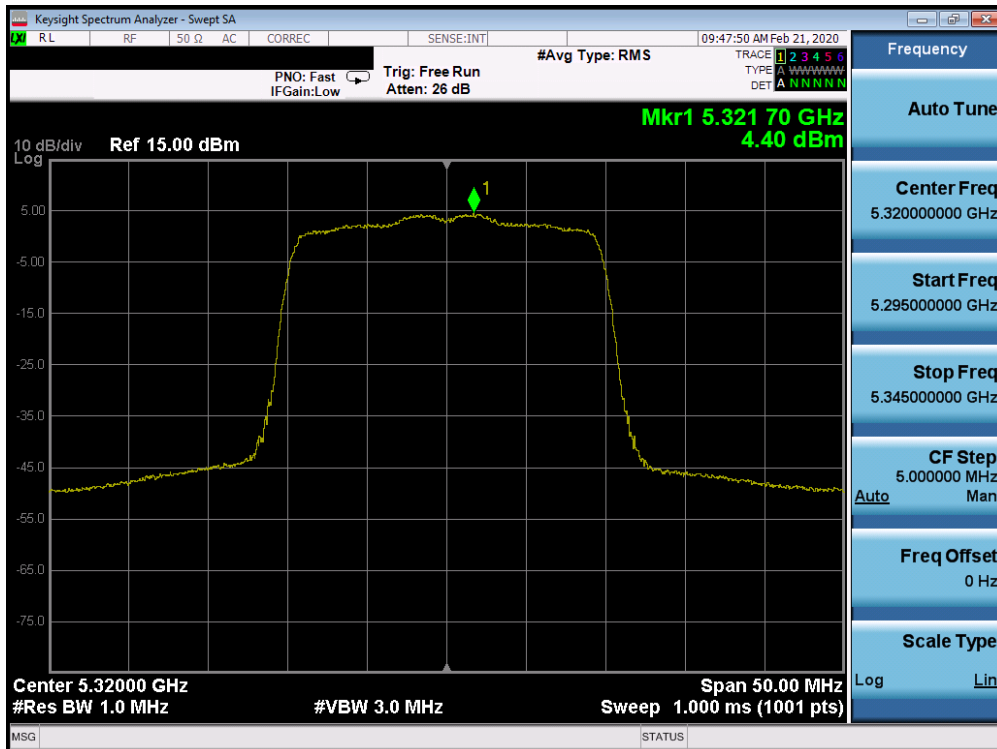 Keysight Spectrum Analyzer - Swept SA
LXI RL RF 50 Ω AC CORREC SENSE:INT 09:47:50 AM Feb 21, 2020
#Avg Type: RMS TRACE 1 2 3 4 5 6
PNO: Fast Trig: Free Run TYPE A WWWWW
IFGain:Low Atten: 26 dB DET A N N N N N
Mkr1 5.321 70 GHz
4.40 dBm
10 dB/div Ref 15.00 dBm
Log
1
5.00
-5.00
-15.0
-25.0
-35.0
-45.0
-55.0
-65.0
-75.0
Center 5.32000 GHz Span 50.00 MHz
#Res BW 1.0 MHz #VBW 3.0 MHz Sweep 1.000 ms (1001 pts)
MSG STATUS
Frequency
Auto Tune
Center Freq
5.320000000 GHz
Start Freq
5.295000000 GHz
Stop Freq
5.345000000 GHz
CF Step
5.000000 MHz
Auto Man
Freq Offset
0 Hz
Scale Type
Log Lin